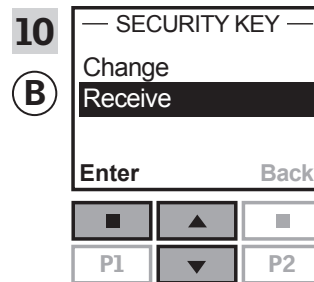 10
B
— SECURITY KEY —
Change
Receive
Enter Back
P1 P2